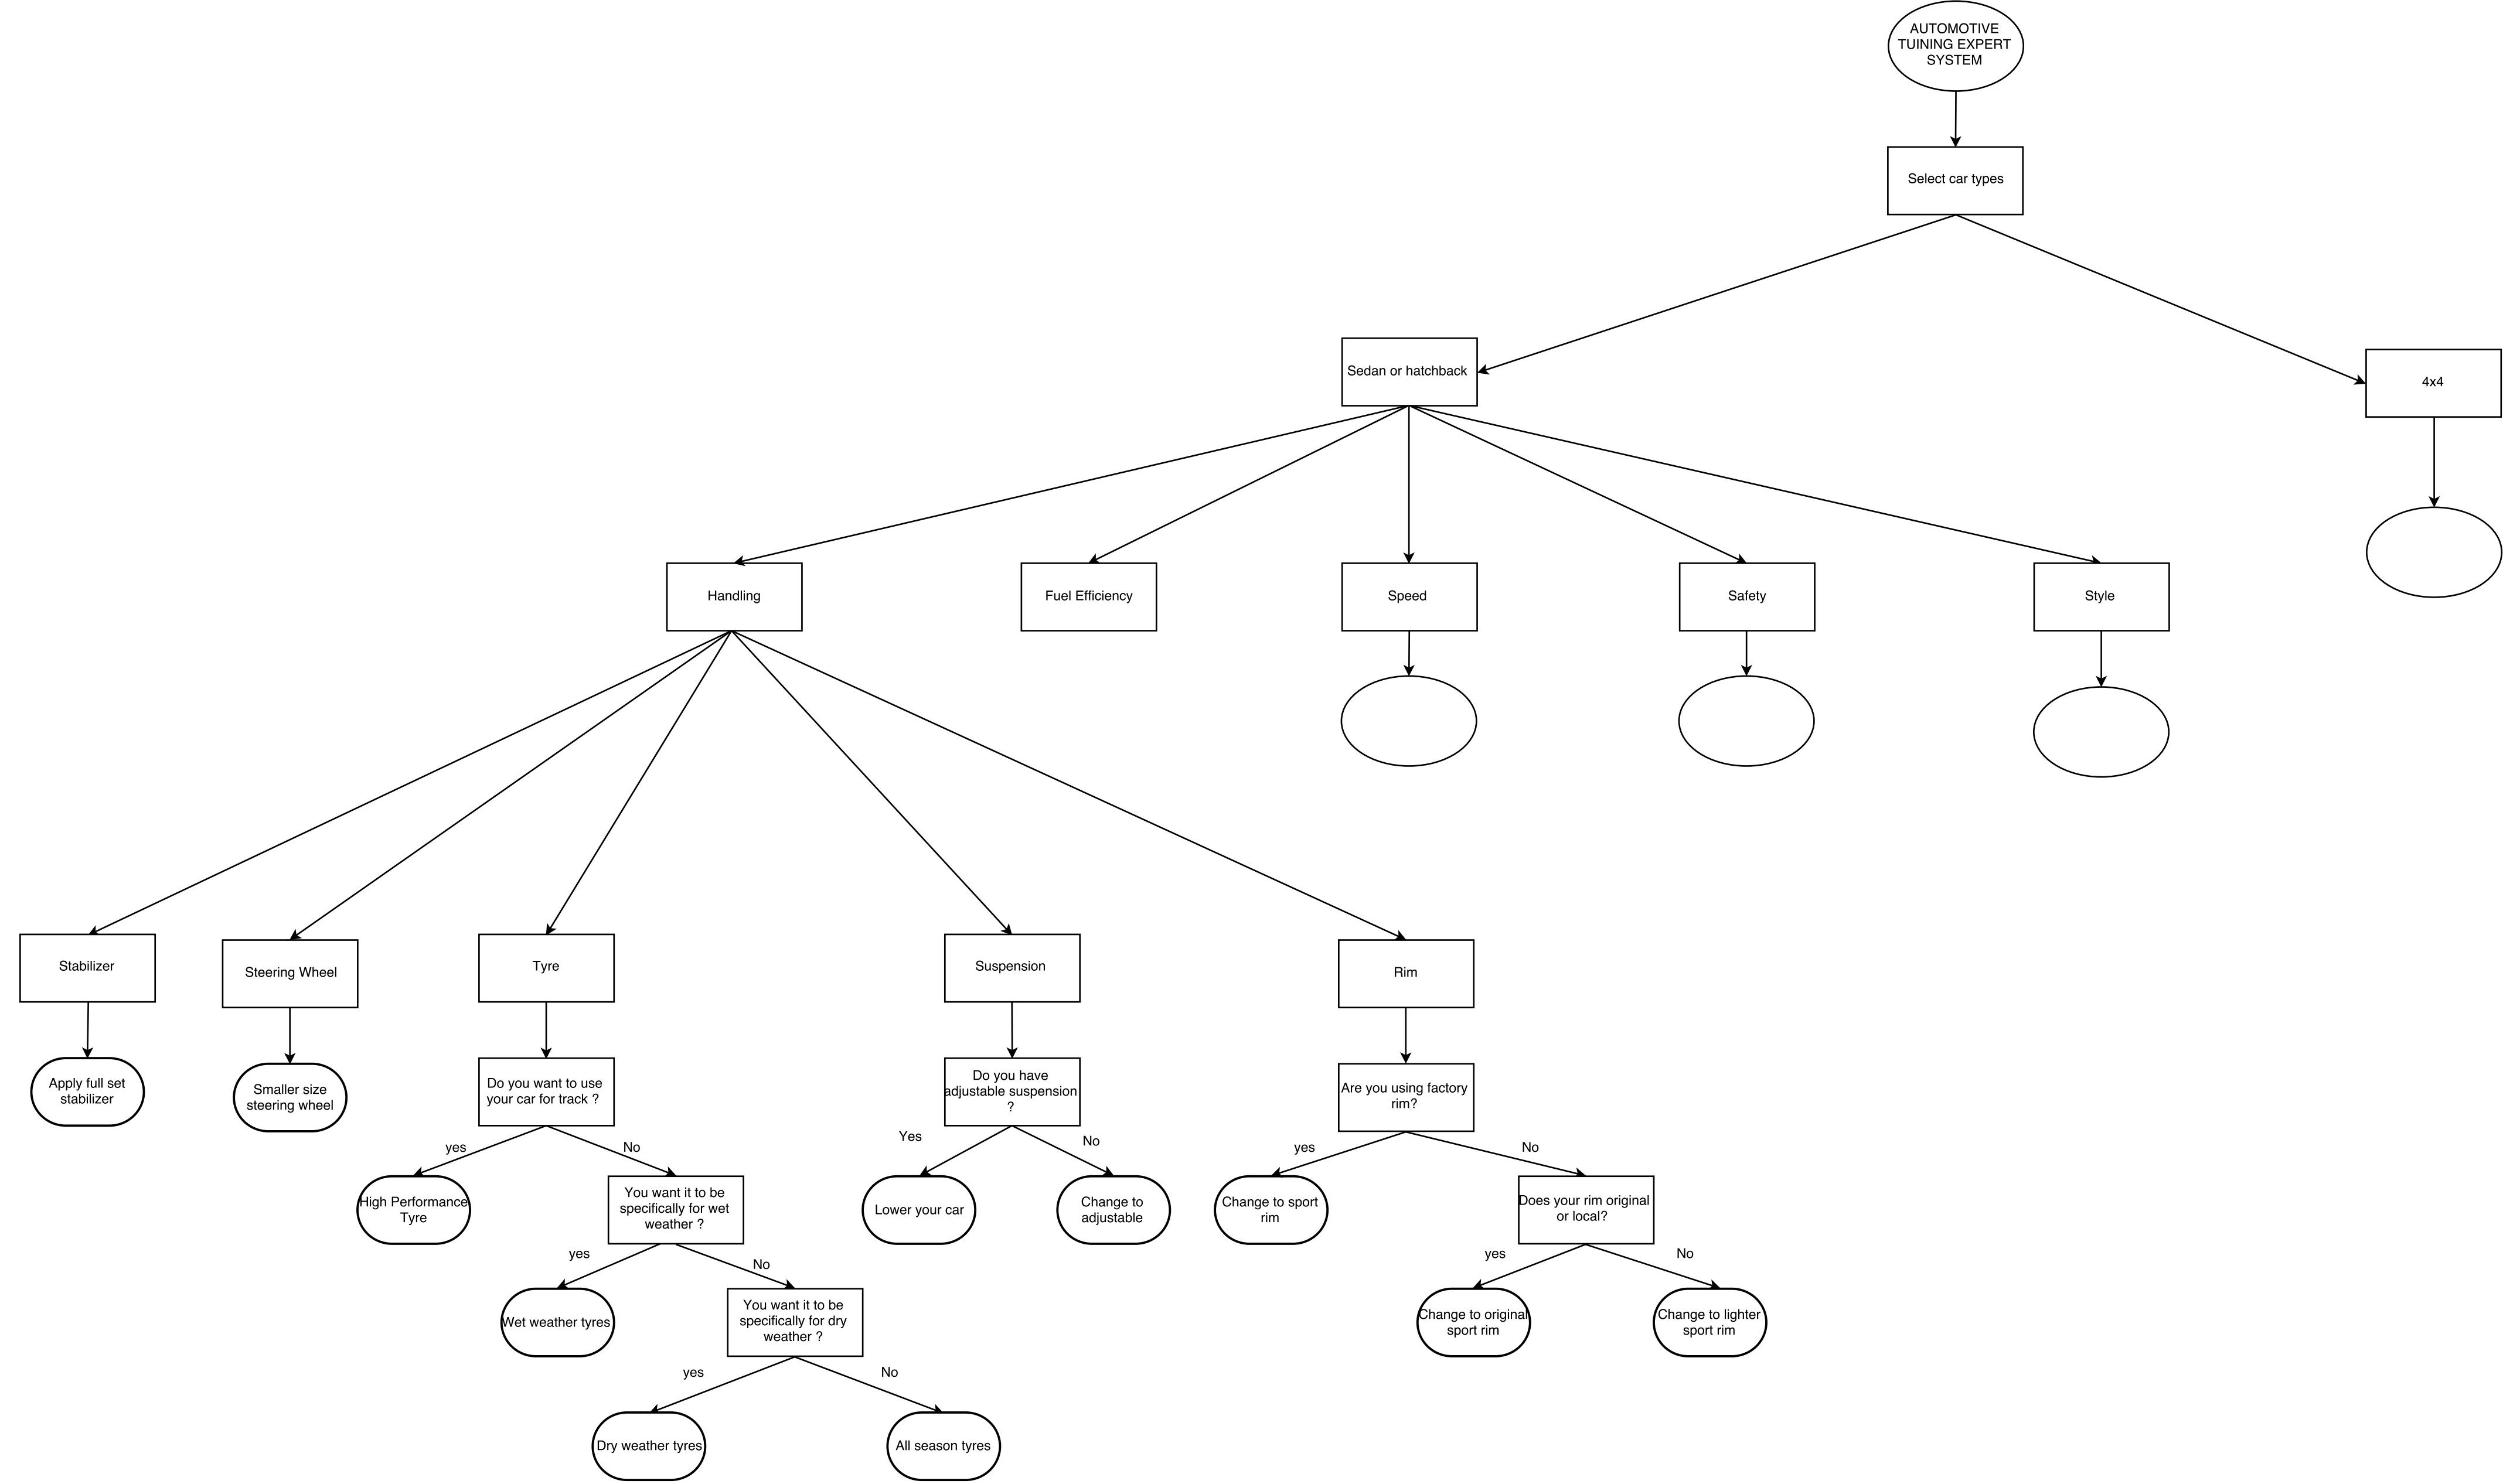 AUTOMOTIVE
TUINING EXPERT
SYSTEM
Select car types
Sedan or hatchback
4x4
Handling
Fuel Efficiency
Speed
Safety
Style
Stabilizer
Steering Wheel
Tyre
Suspension
Rim
Apply full set
stabilizer
Smaller size
steering wheel
Do you want to use
your car for track ?
Do you have
adjustable suspension
?
Are you using factory
rim?
yes
No
Yes
No
yes
No
High Performance
Tyre
You want it to be
specifically for wet
weather ?
Lower your car
Change to
adjustable
Change to sport
rim
Does your rim original
or local?
yes
No
yes
No
Wet weather tyres
You want it to be
specifically for dry
weather ?
Change to original
sport rim
Change to lighter
sport rim
yes
No
Dry weather tyres
All season tyres